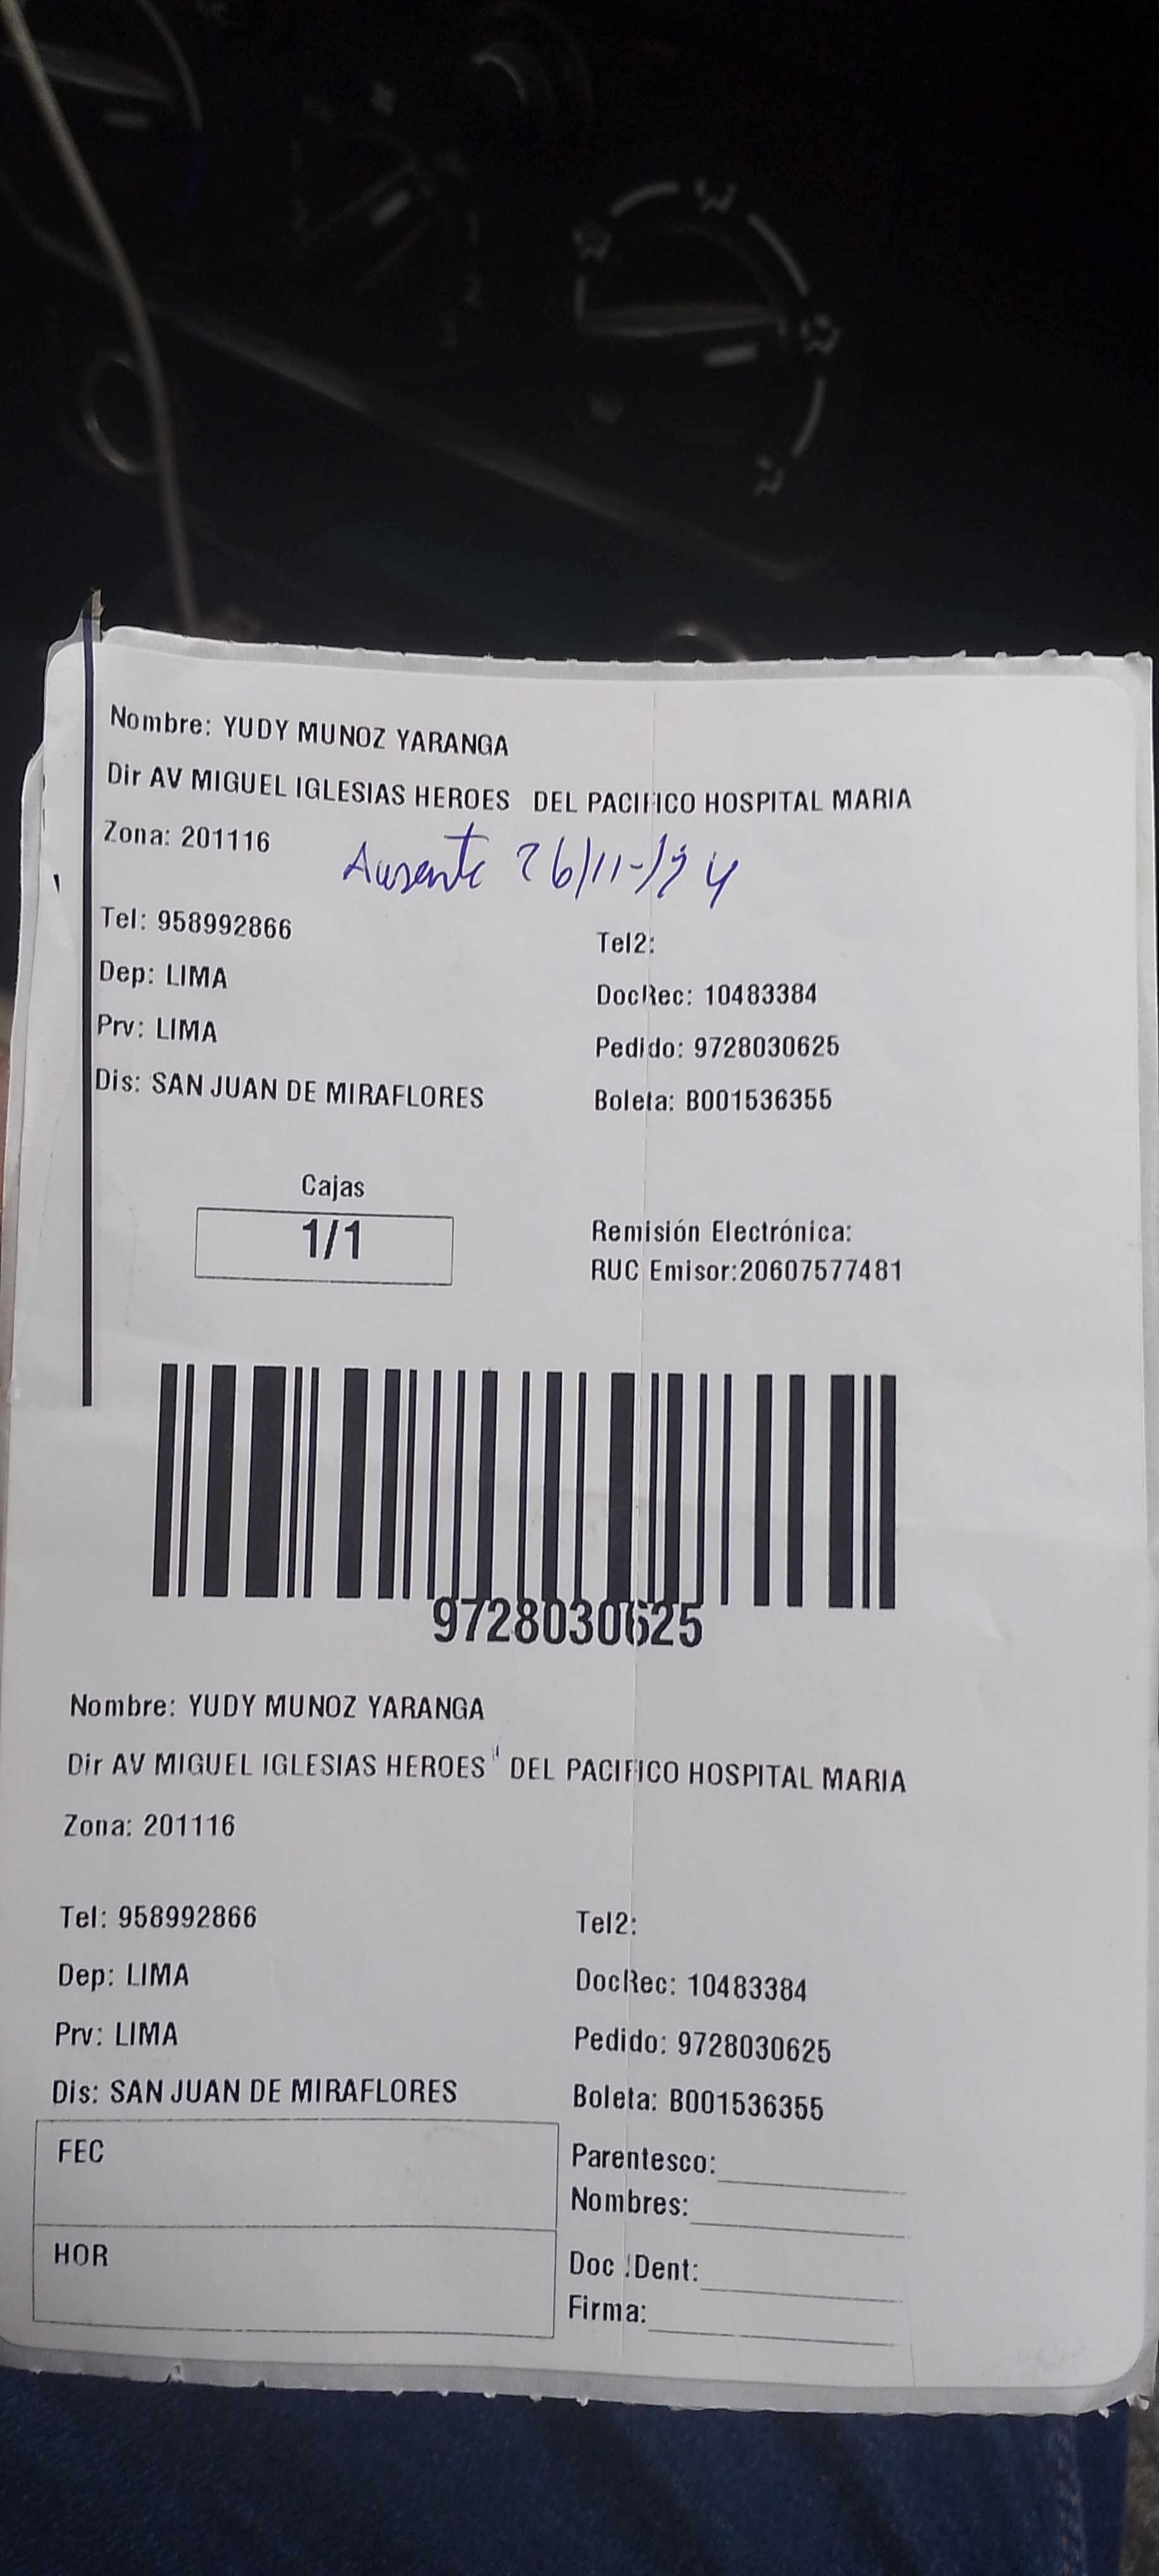 Nombre: YUDY MUNOZ YARANGA
Dir AV MIGUEL IGLESIAS HEROES DEL PACIFICO HOSPITAL MARIA
Zona: 201116
Ausente 26/11-/24
Tel: 958992866
Tel2:
Dep: LIMA
DocRec: 10483384
Prv: LIMA
Pedido: 9728030625
Dis: SAN JUAN DE MIRAFLORES
Boleta: B001536355
Cajas
1/1
Remisión Electrónica:
RUC Emisor:20607577481
9728030625
Nombre: YUDY MUNOZ YARANGA
Dir AV MIGUEL IGLESIAS HEROES DEL PACIFICO HOSPITAL MARIA
Zona: 201116
Tel: 958992866
Tel2:
Dep: LIMA
DocRec: 10483384
Prv: LIMA
Pedido: 9728030625
Dis: SAN JUAN DE MIRAFLORES
Boleta: B001536355
FEC
Parentesco:
Nombres:
HOR
Doc IDent:
Firma: